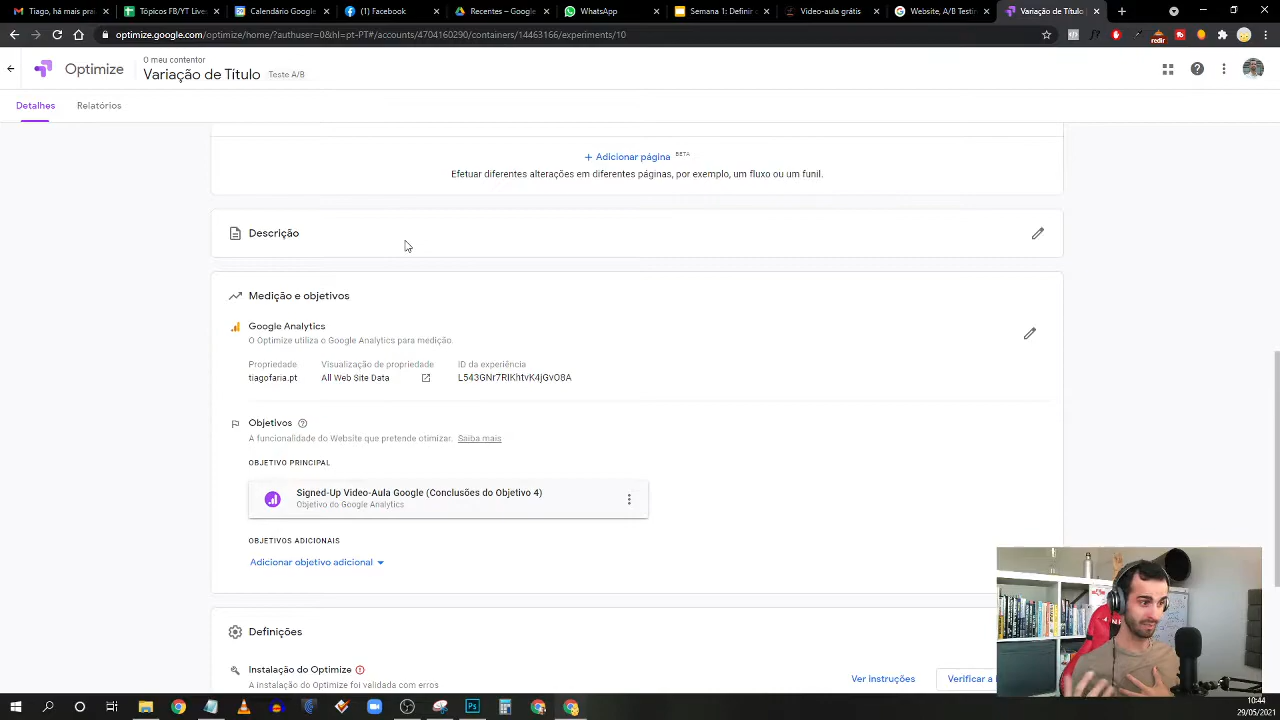 Tiago, há mais pra
Tópicos FB/YT Live
Calendário Google
(1) Facebook
Recentes – Google
WhatsApp
Semana 1: Definir
Video-aula grátis
Website, A/B Testin
Variação de Título
optimize.google.com/optimize/home/?authuser=0&hl=pt-PT#/accounts/4704160290/containers/14463166/experiments/10
redir
Optimize
O meu contentor
Variação de Título
Teste A/B
Detalhes
Relatórios
+ Adicionar página BETA
Efetuar diferentes alterações em diferentes páginas, por exemplo, um fluxo ou um funil.
Descrição
Medição e objetivos
Google Analytics
O Optimize utiliza o Google Analytics para medição.
Propriedade Visualização de propriedade ID da experiência
tiagofaria.pt All Web Site Data L543GNr7RIKhtvK4jGvO8A
Objetivos
A funcionalidade do Website que pretende otimizar. Saiba mais
OBJETIVO PRINCIPAL
Signed-Up Video-Aula Google (Conclusões do Objetivo 4)
Objetivo do Google Analytics
OBJETIVOS ADICIONAIS
Adicionar objetivo adicional
Definições
Instalação do Optimize
A instalação do Optimize foi validada com erros
Ver instruções
Verificar a
10:44
29/05/2021